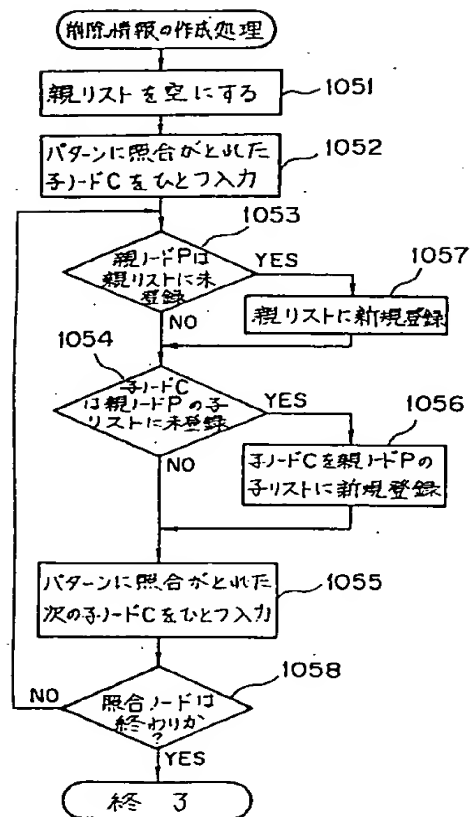 削除情報の作成処理
親リストを空にする
1051
パターンに照合がとれた
子ノードCをひとつ入力
1052
1053
親ノードPは
親リストに未
登録
YES
1057
NO
親リストに新規登録
1054
子ノードC
は親ノードPの子
リストに未登録
YES
1056
NO
子ノードCを親ノードPの
子リストに新規登録
パターンに照合がとれた
次の子ノードCをひとつ入力
1055
1058
NO
照合ノードは
終わりか
?
YES
終 了